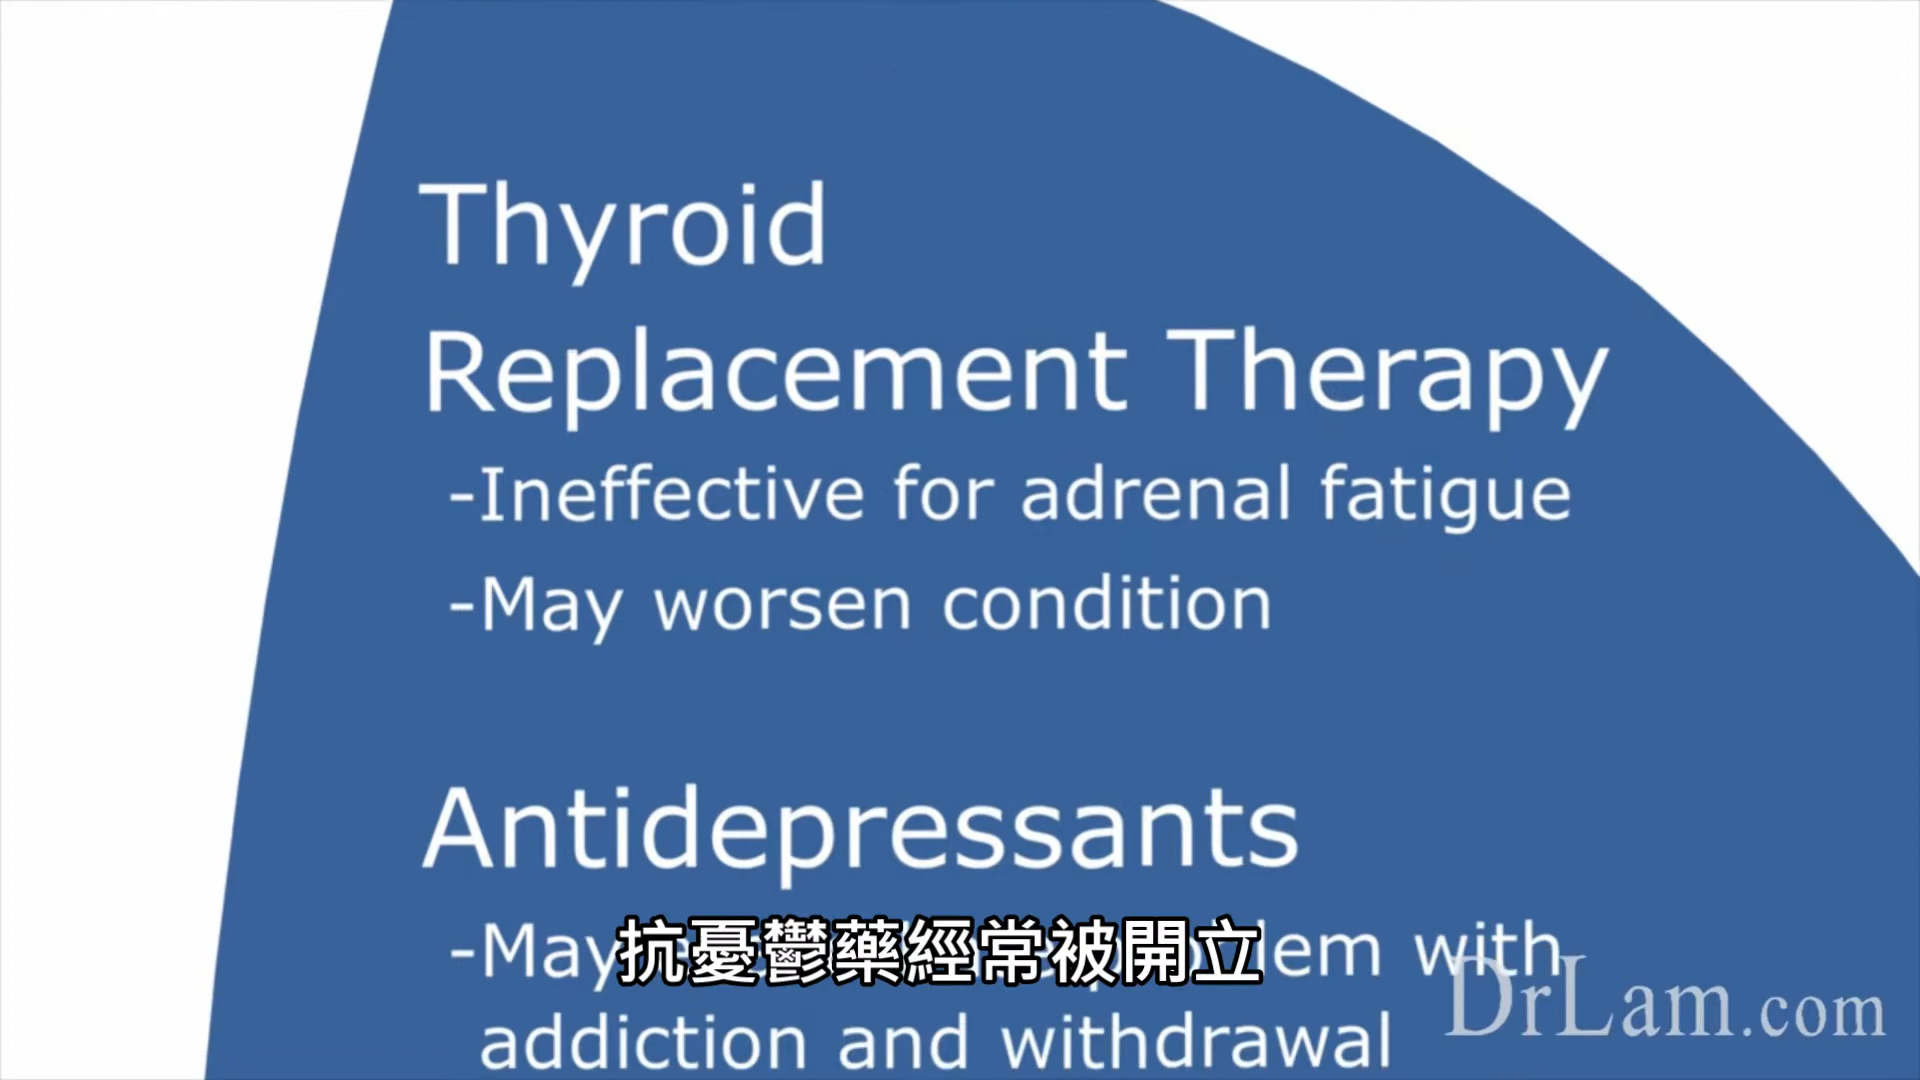 Thyroid
Replacement Therapy
-Ineffective for adrenal fatigue
-May worsen condition
Antidepressants
-May problem with
抗憂鬱藥經常被開立
addiction and withdrawal
DrLam.com